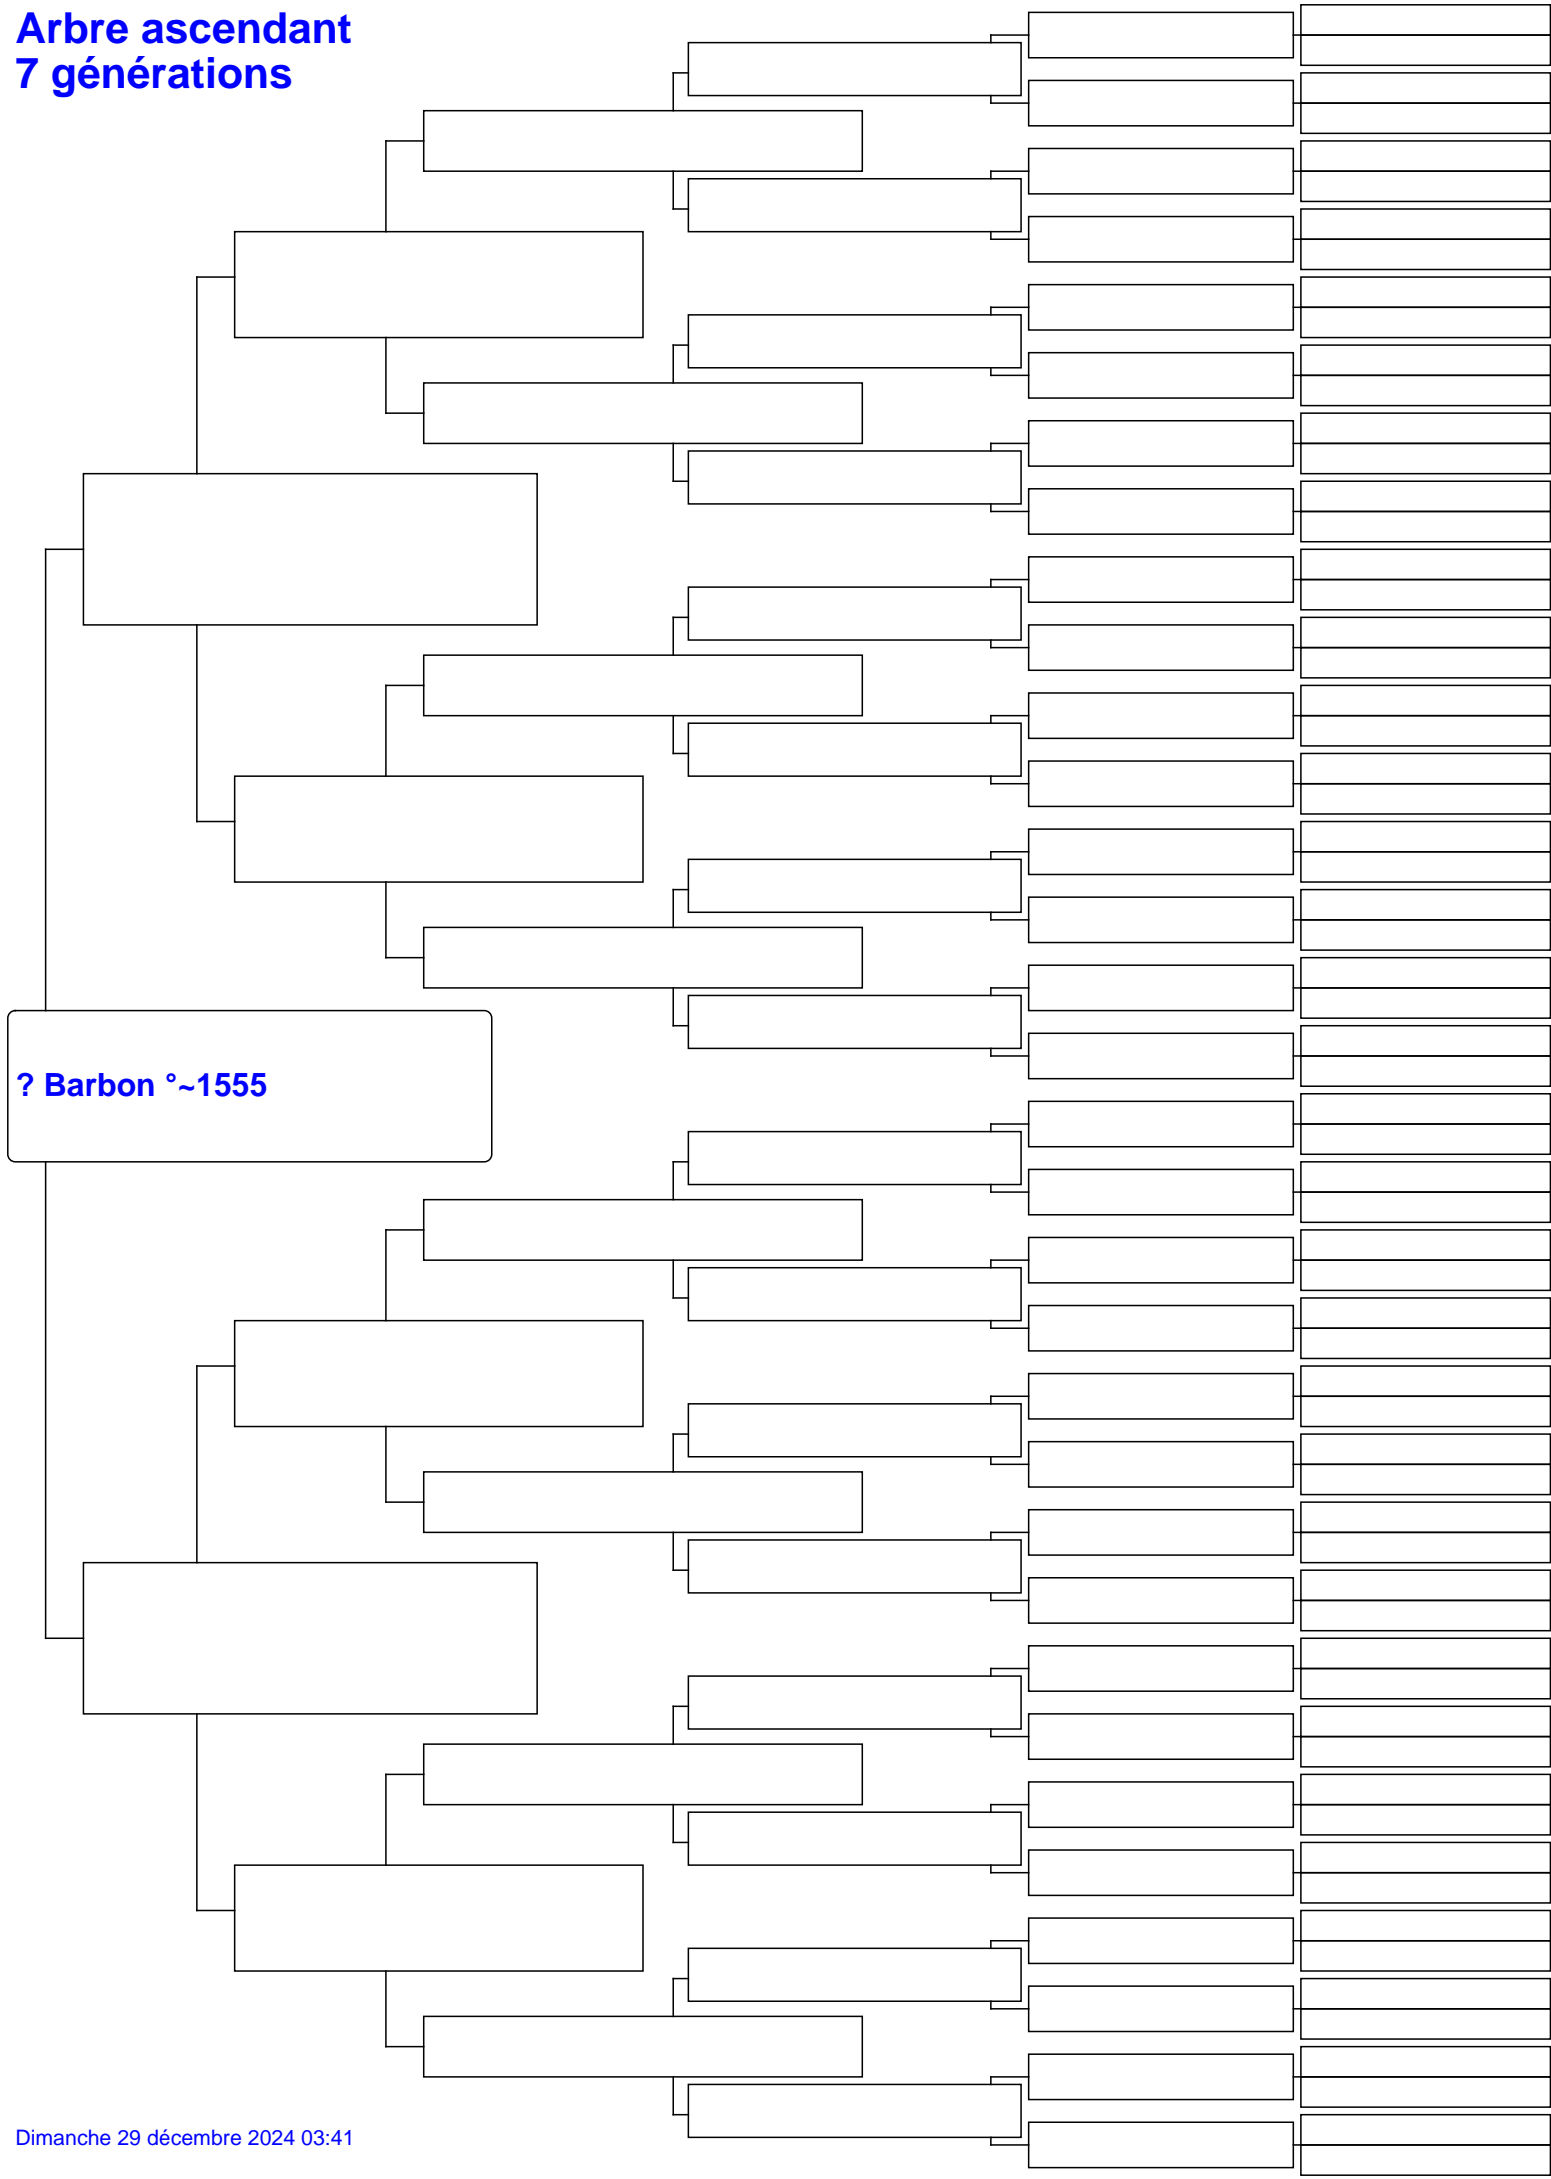 Arbre ascendant
7 générations
? Barbon °~1555
Dimanche 29 décembre 2024 03:41